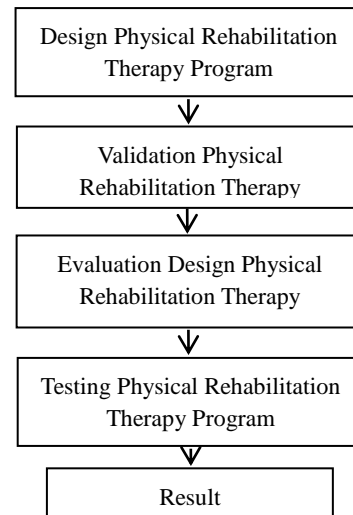 Design Physical Rehabilitation
Therapy Program
Validation Physical
Rehabilitation Therapy
Evaluation Design Physical
Rehabilitation Therapy
Testing Physical Rehabilitation
Therapy Program
Result